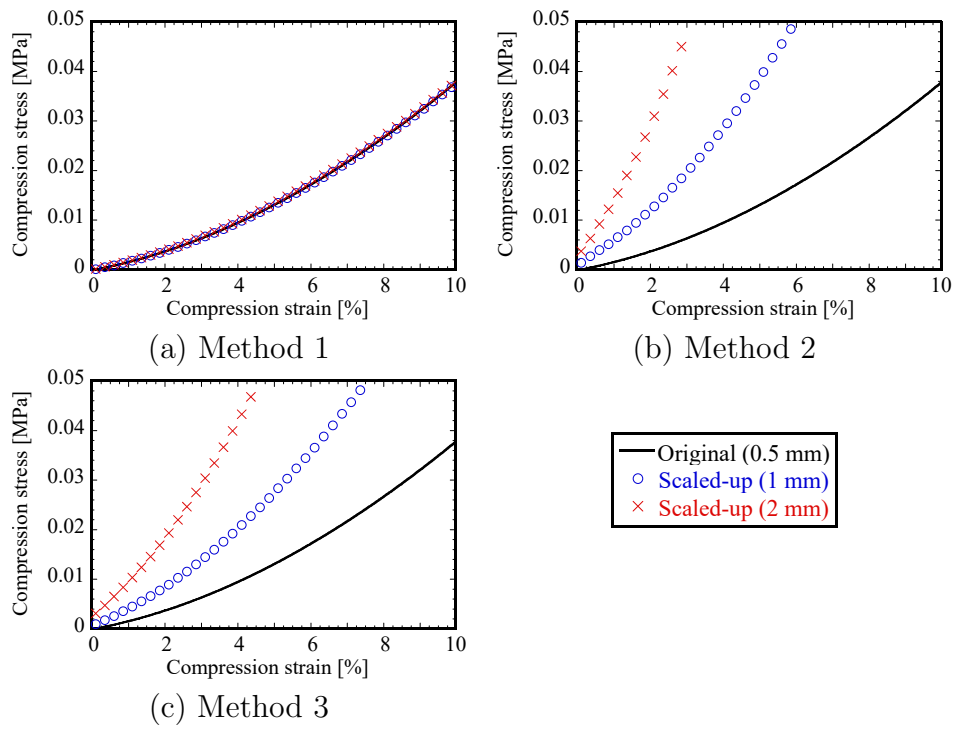 0.05
0.04
0.03
0.02
0.01
0
Compression stress [MPa]
0 2 4 6 8 10
Compression strain [%]
(a) Method 1
0.05
0.04
0.03
0.02
0.01
0
Compression stress [MPa]
0 2 4 6 8 10
Compression strain [%]
(b) Method 2
0.05
0.04
0.03
0.02
0.01
0
Compression stress [MPa]
0 2 4 6 8 10
Compression strain [%]
(c) Method 3
Original (0.5 mm)
Scaled-up (1 mm)
Scaled-up (2 mm)